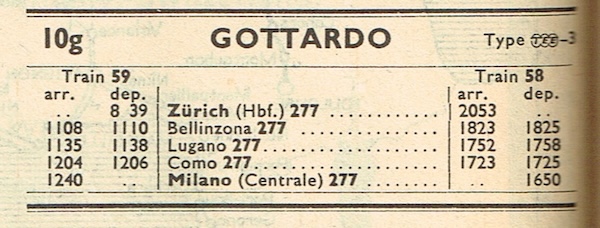 10g GOTTARDO Type TEE-3
Train 59 Train 58
arr. dep. arr. dep.
.. 8 39 Zürich (Hbf.) 277 ............ 2053 ..
1108 1110 Bellinzona 277 ............... 1823 1825
1135 1138 Lugano 277 ................... 1752 1758
1204 1206 Como 277 ..................... 1723 1725
1240 .. Milano (Centrale) 277 .......... .. 1650